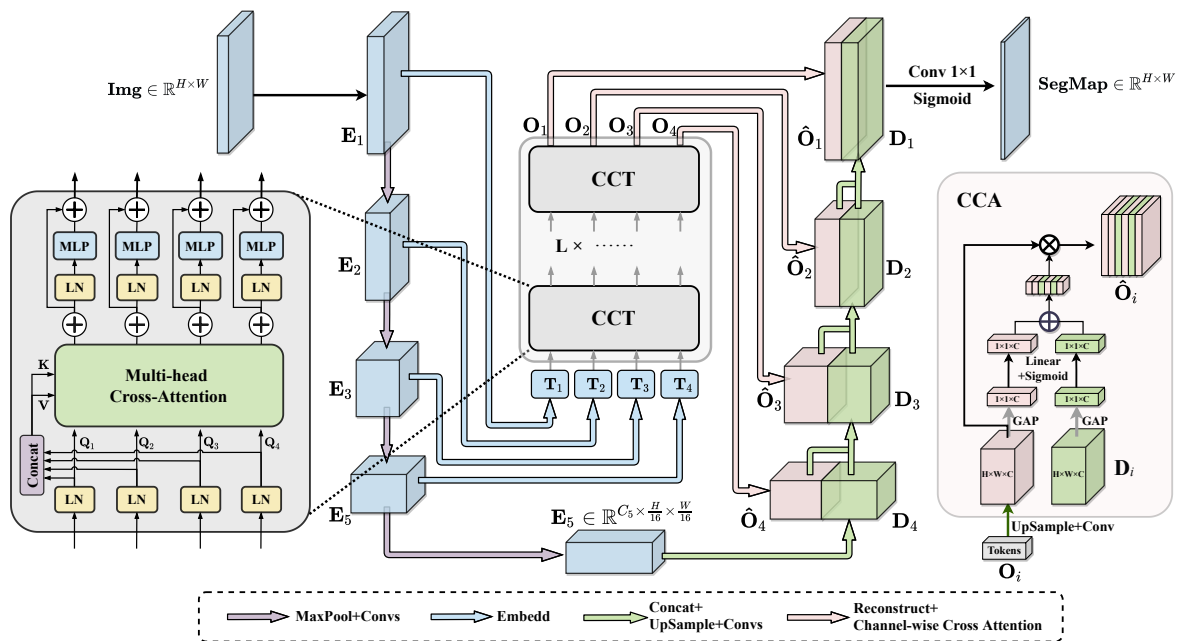 Img ∈ ℝ^{H×W}
E₁
E₂
E₃
E₅
E₅ ∈ ℝ^{C₅×H/16×W/16}
O₁ O₂ O₃ O₄
CCT
L × ......
CCT
T₁ T₂ T₃ T₄
Ô₁ D₁
Ô₂ D₂
Ô₃ D₃
Ô₄ D₄
Conv 1×1
Sigmoid
SegMap ∈ ℝ^{H×W}
MLP MLP MLP MLP
LN LN LN LN
K
V
Multi-head
Cross-Attention
Concat
Q₁ Q₂ Q₃ Q₄
LN LN LN LN
CCA
Ôᵢ
1×1×C 1×1×C
Linear
+Sigmoid
1×1×C 1×1×C
GAP GAP
H×W×C H×W×C
Dᵢ
UpSample+Conv
Tokens
Oᵢ
MaxPool+Convs
Embedd
Concat+
UpSample+Convs
Reconstruct+
Channel-wise Cross Attention